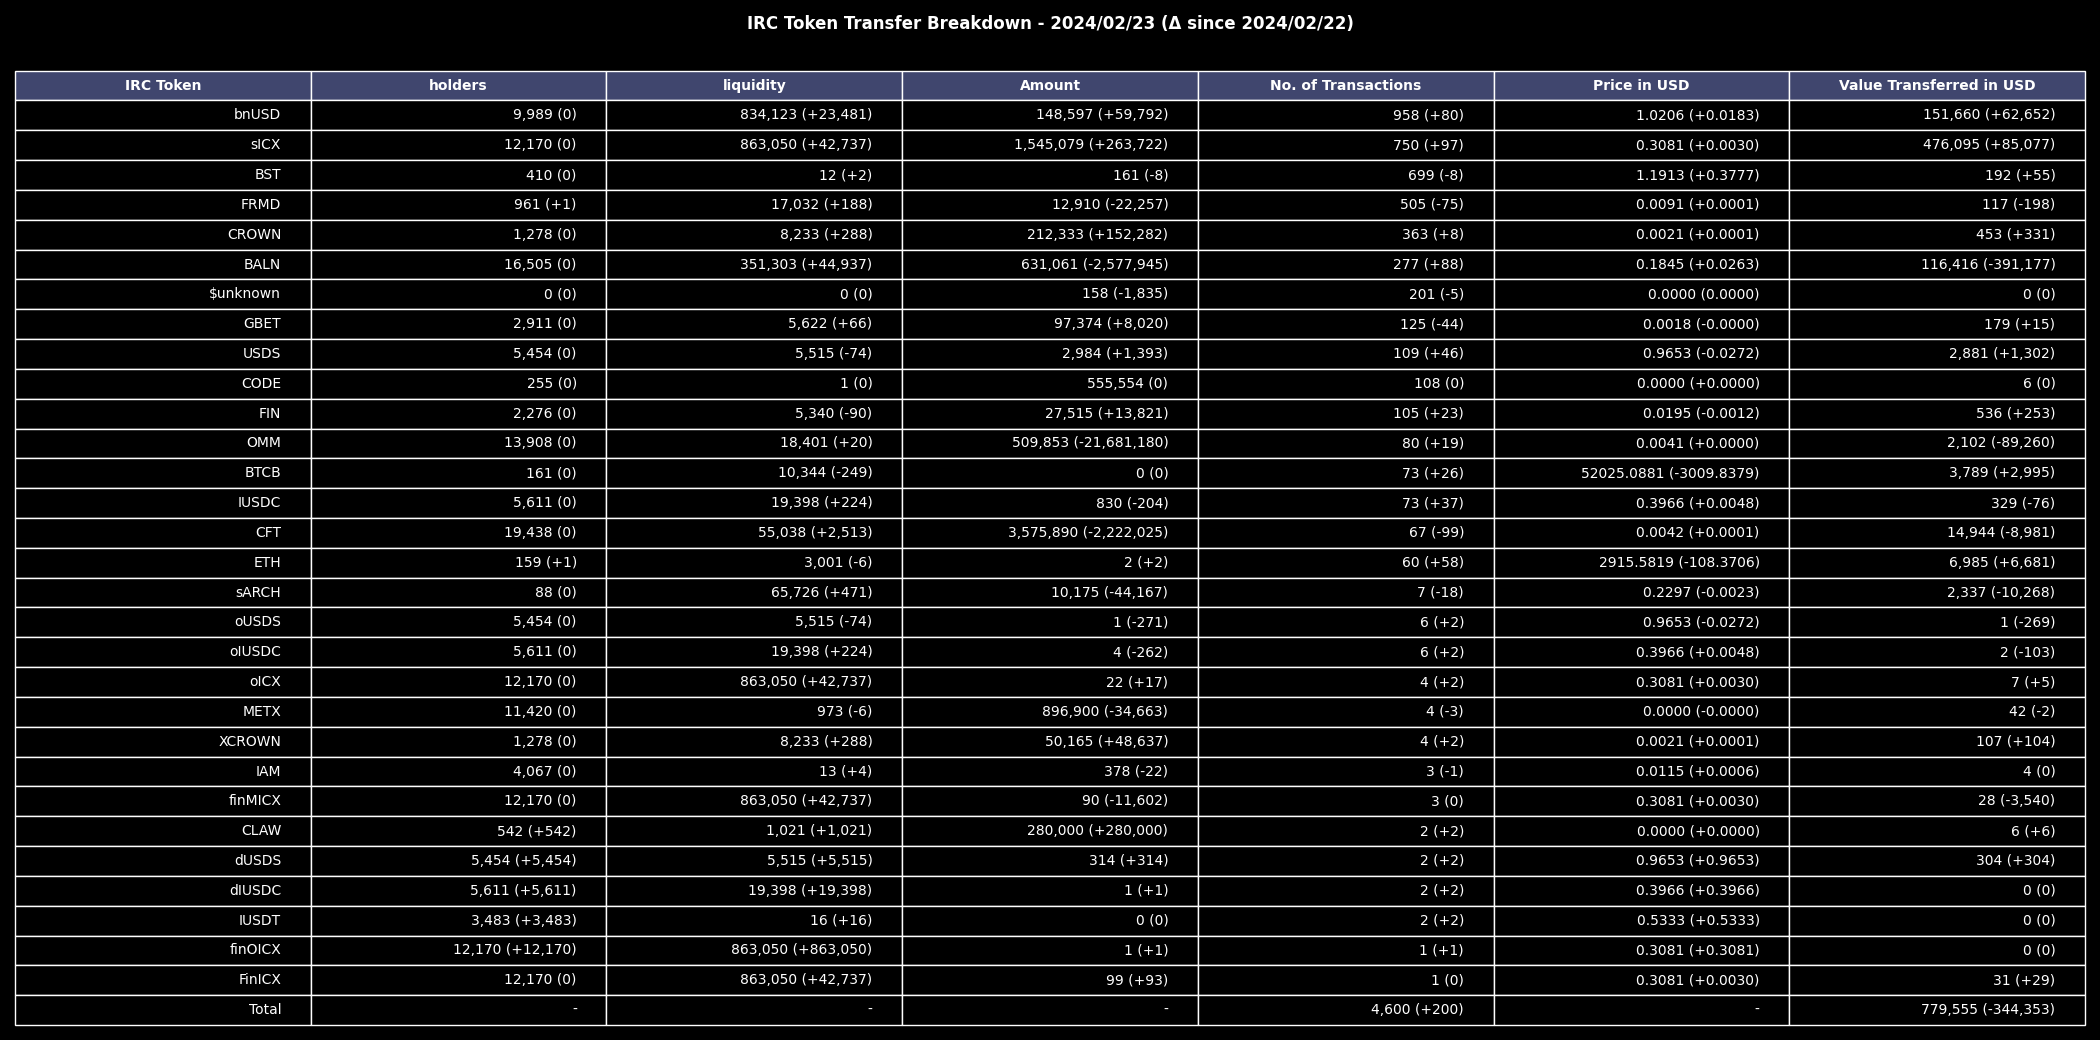 IRC Token Transfer Breakdown - 2024/02/23 (Δ since 2024/02/22)
IRC Token holders liquidity Amount No. of Transactions Price in USD Value Transferred in USD
bnUSD 9,989 (0) 834,123 (+23,481) 148,597 (+59,792) 958 (+80) 1.0206 (+0.0183) 151,660 (+62,652)
sICX 12,170 (0) 863,050 (+42,737) 1,545,079 (+263,722) 750 (+97) 0.3081 (+0.0030) 476,095 (+85,077)
BST 410 (0) 12 (+2) 161 (-8) 699 (-8) 1.1913 (+0.3777) 192 (+55)
FRMD 961 (+1) 17,032 (+188) 12,910 (-22,257) 505 (-75) 0.0091 (+0.0001) 117 (-198)
CROWN 1,278 (0) 8,233 (+288) 212,333 (+152,282) 363 (+8) 0.0021 (+0.0001) 453 (+331)
BALN 16,505 (0) 351,303 (+44,937) 631,061 (-2,577,945) 277 (+88) 0.1845 (+0.0263) 116,416 (-391,177)
$unknown 0 (0) 0 (0) 158 (-1,835) 201 (-5) 0.0000 (0.0000) 0 (0)
GBET 2,911 (0) 5,622 (+66) 97,374 (+8,020) 125 (-44) 0.0018 (-0.0000) 179 (+15)
USDS 5,454 (0) 5,515 (-74) 2,984 (+1,393) 109 (+46) 0.9653 (-0.0272) 2,881 (+1,302)
CODE 255 (0) 1 (0) 555,554 (0) 108 (0) 0.0000 (+0.0000) 6 (0)
FIN 2,276 (0) 5,340 (-90) 27,515 (+13,821) 105 (+23) 0.0195 (-0.0012) 536 (+253)
OMM 13,908 (0) 18,401 (+20) 509,853 (-21,681,180) 80 (+19) 0.0041 (+0.0000) 2,102 (-89,260)
BTCB 161 (0) 10,344 (-249) 0 (0) 73 (+26) 52025.0881 (-3009.8379) 3,789 (+2,995)
IUSDC 5,611 (0) 19,398 (+224) 830 (-204) 73 (+37) 0.3966 (+0.0048) 329 (-76)
CFT 19,438 (0) 55,038 (+2,513) 3,575,890 (-2,222,025) 67 (-99) 0.0042 (+0.0001) 14,944 (-8,981)
ETH 159 (+1) 3,001 (-6) 2 (+2) 60 (+58) 2915.5819 (-108.3706) 6,985 (+6,681)
sARCH 88 (0) 65,726 (+471) 10,175 (-44,167) 7 (-18) 0.2297 (-0.0023) 2,337 (-10,268)
oUSDS 5,454 (0) 5,515 (-74) 1 (-271) 6 (+2) 0.9653 (-0.0272) 1 (-269)
oIUSDC 5,611 (0) 19,398 (+224) 4 (-262) 6 (+2) 0.3966 (+0.0048) 2 (-103)
oICX 12,170 (0) 863,050 (+42,737) 22 (+17) 4 (+2) 0.3081 (+0.0030) 7 (+5)
METX 11,420 (0) 973 (-6) 896,900 (-34,663) 4 (-3) 0.0000 (-0.0000) 42 (-2)
XCROWN 1,278 (0) 8,233 (+288) 50,165 (+48,637) 4 (+2) 0.0021 (+0.0001) 107 (+104)
IAM 4,067 (0) 13 (+4) 378 (-22) 3 (-1) 0.0115 (+0.0006) 4 (0)
finMICX 12,170 (0) 863,050 (+42,737) 90 (-11,602) 3 (0) 0.3081 (+0.0030) 28 (-3,540)
CLAW 542 (+542) 1,021 (+1,021) 280,000 (+280,000) 2 (+2) 0.0000 (+0.0000) 6 (+6)
dUSDS 5,454 (+5,454) 5,515 (+5,515) 314 (+314) 2 (+2) 0.9653 (+0.9653) 304 (+304)
dIUSDC 5,611 (+5,611) 19,398 (+19,398) 1 (+1) 2 (+2) 0.3966 (+0.3966) 0 (0)
IUSDT 3,483 (+3,483) 16 (+16) 0 (0) 2 (+2) 0.5333 (+0.5333) 0 (0)
finOICX 12,170 (+12,170) 863,050 (+863,050) 1 (+1) 1 (+1) 0.3081 (+0.3081) 0 (0)
FinICX 12,170 (0) 863,050 (+42,737) 99 (+93) 1 (0) 0.3081 (+0.0030) 31 (+29)
Total - - - 4,600 (+200) - 779,555 (-344,353)